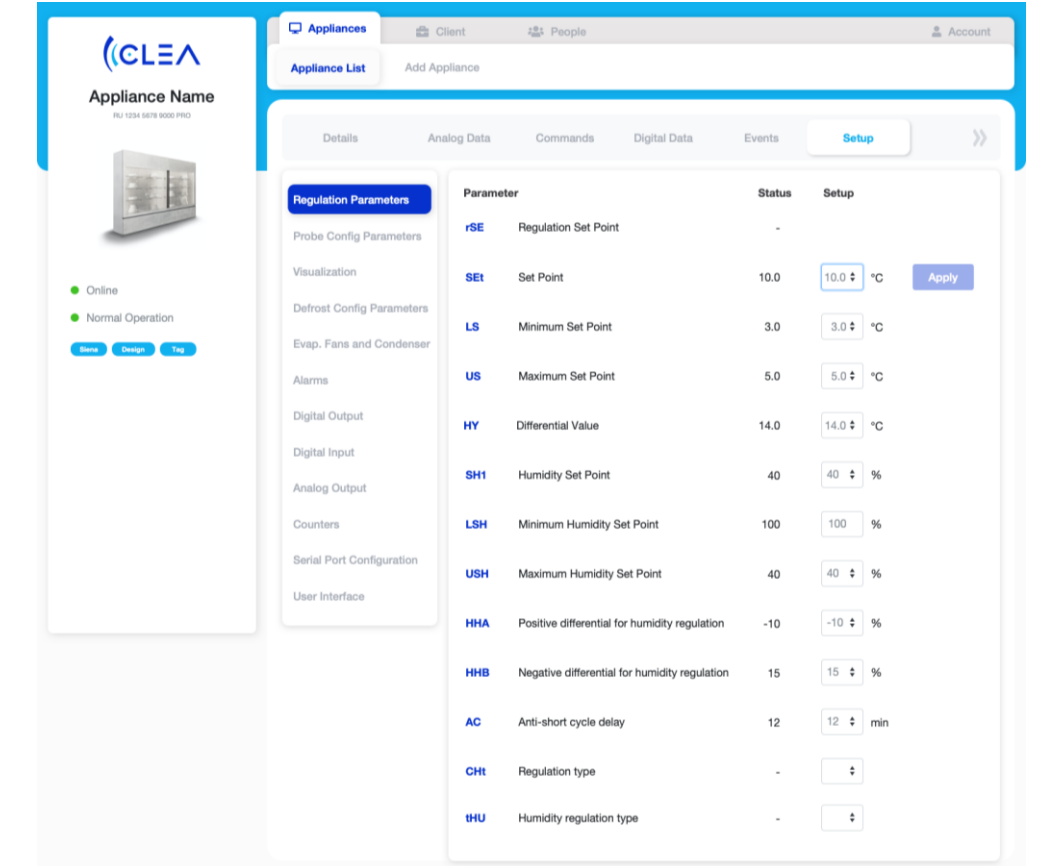 CLEA
Appliance Name
RU 1234 5678 9000 PRO
Online
Normal Operation
Siena Design Tag
Appliances Client People Account
Appliance List Add Appliance
Details Analog Data Commands Digital Data Events Setup
Regulation Parameters
Probe Config Parameters
Visualization
Defrost Config Parameters
Evap. Fans and Condenser
Alarms
Digital Output
Digital Input
Analog Output
Counters
Serial Port Configuration
User Interface
Parameter Status Setup
rSE Regulation Set Point -
SEt Set Point 10.0 10.0 °C Apply
LS Minimum Set Point 3.0 3.0 °C
US Maximum Set Point 5.0 5.0 °C
HY Differential Value 14.0 14.0 °C
SH1 Humidity Set Point 40 40 %
LSH Minimum Humidity Set Point 100 100 %
USH Maximum Humidity Set Point 40 40 %
HHA Positive differential for humidity regulation -10 -10 %
HHB Negative differential for humidity regulation 15 15 %
AC Anti-short cycle delay 12 12 min
CHt Regulation type -
tHU Humidity regulation type -